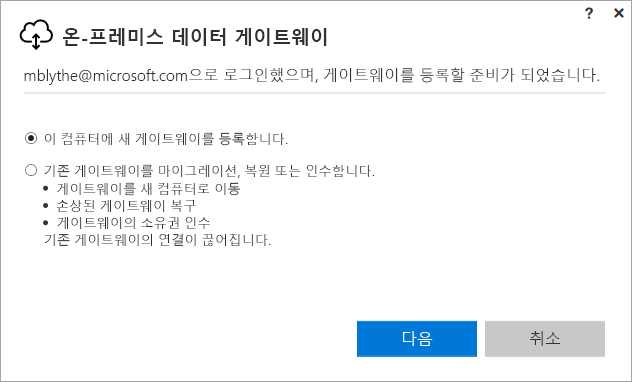 ? ×
온-프레미스 데이터 게이트웨이
mblythe@microsoft.com으로 로그인했으며, 게이트웨이를 등록할 준비가 되었습니다.
이 컴퓨터에 새 게이트웨이를 등록합니다.
기존 게이트웨이를 마이그레이션, 복원 또는 인수합니다.
• 게이트웨이를 새 컴퓨터로 이동
• 손상된 게이트웨이 복구
• 게이트웨이의 소유권 인수
기존 게이트웨이의 연결이 끊어집니다.
다음 취소